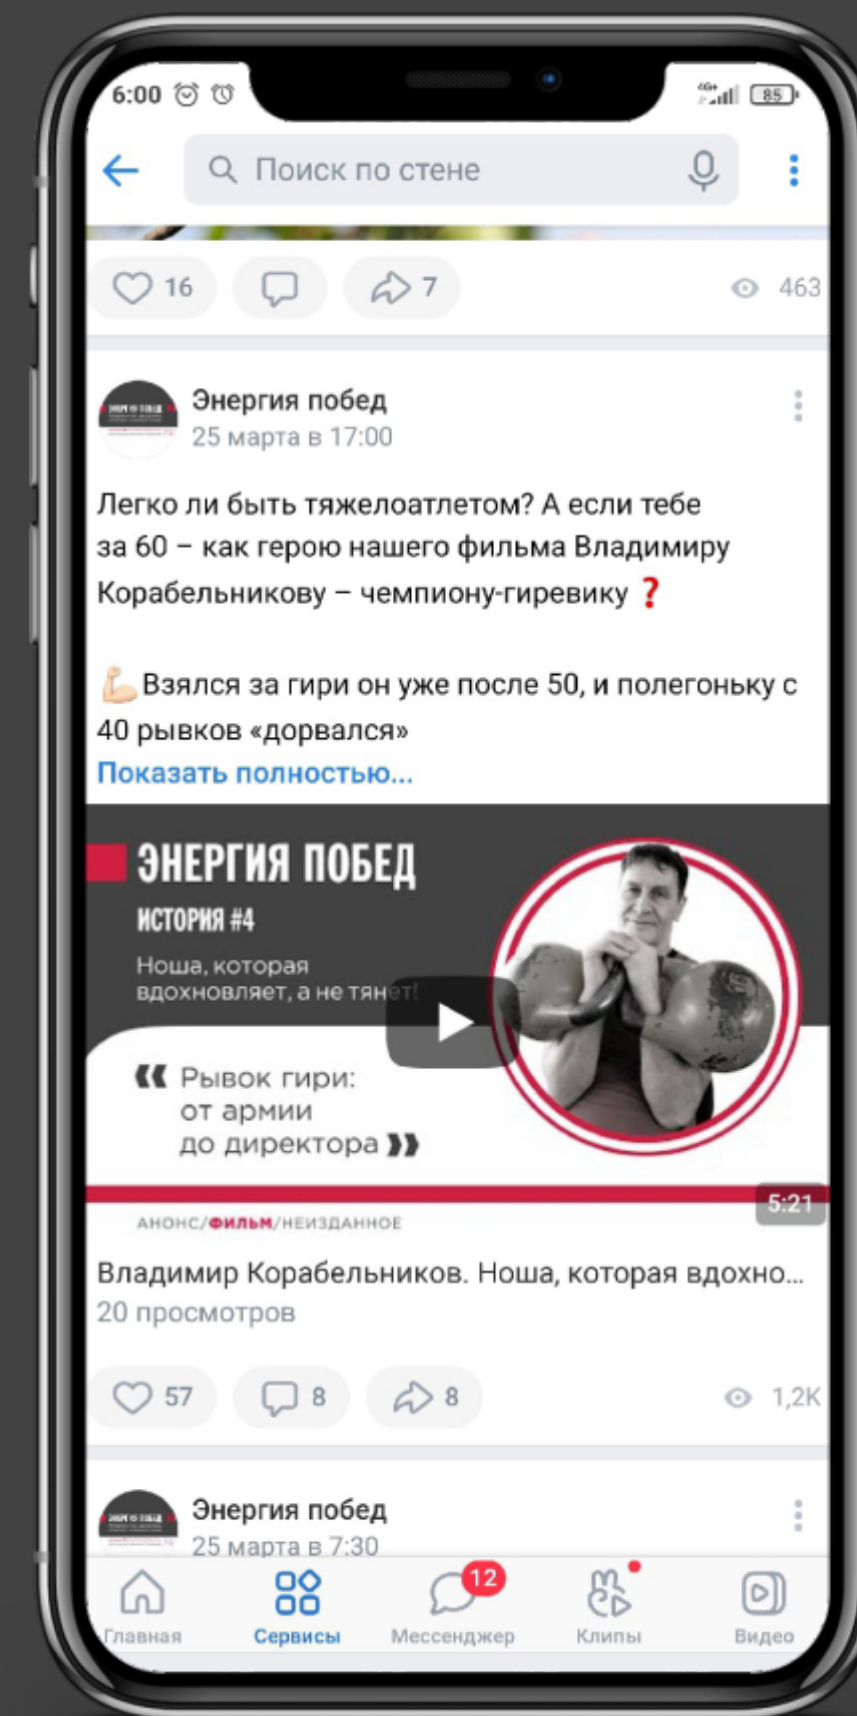 6:00
4G+
85
Поиск по стене
16
7
463
Энергия побед
25 марта в 17:00
Легко ли быть тяжелоатлетом? А если тебе
за 60 – как герою нашего фильма Владимиру
Корабельникову – чемпиону-гиревику ❓
💪🏻Взялся за гири он уже после 50, и полегоньку с
40 рывков «дорвался»
Показать полностью...
ЭНЕРГИЯ ПОБЕД
ИСТОРИЯ #4
Ноша, которая
вдохновляет, а не тянет!
« Рывок гири:
от армии
до директора »
5:21
АНОНС/ФИЛЬМ/НЕИЗДАННОЕ
Владимир Корабельников. Ноша, которая вдохно...
20 просмотров
57
8
8
1,2K
Энергия побед
25 марта в 7:30
12
Главная
Сервисы
Мессенджер
Клипы
Видео